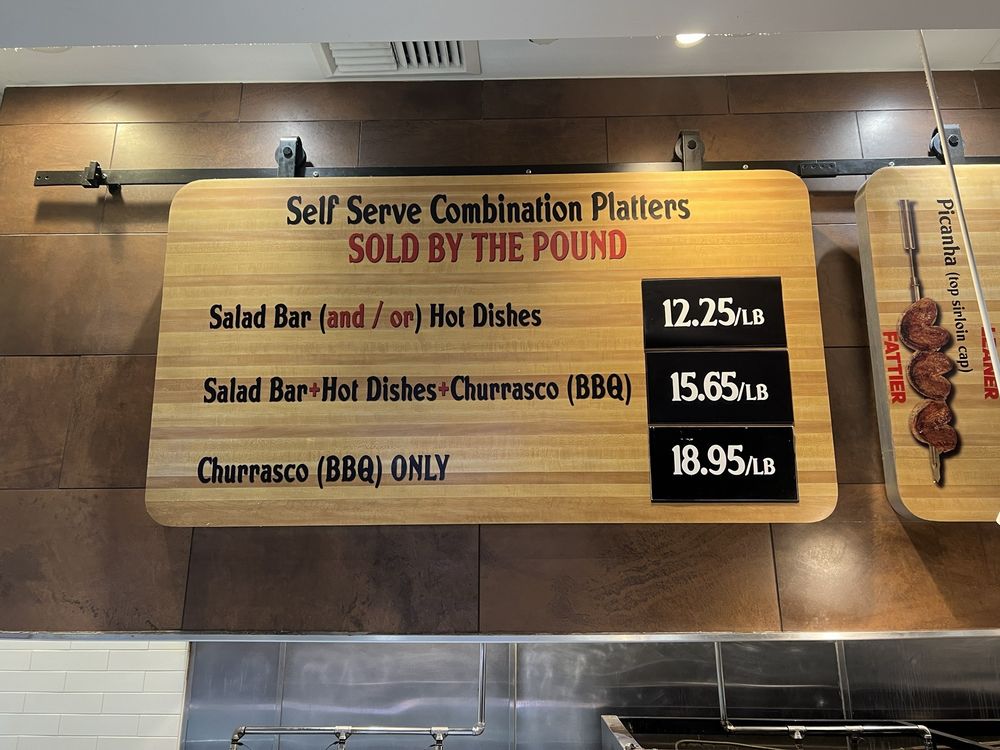 Self Serve Combination Platters
SOLD BY THE POUND
Salad Bar (and / or) Hot Dishes
12.25/LB
Salad Bar+Hot Dishes+Churrasco (BBQ)
15.65/LB
Churrasco (BBQ) ONLY
18.95/LB
Picanha (top sirloin cap)
FATTIER